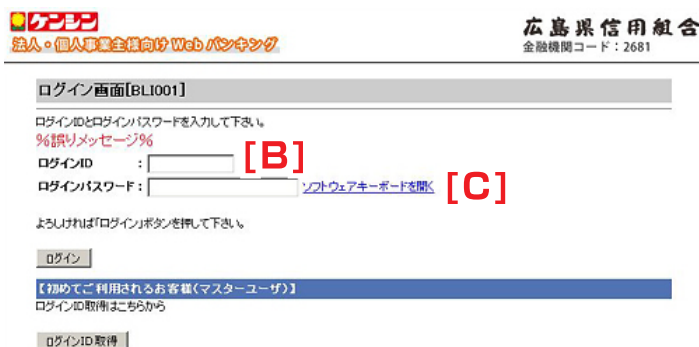 ケンシン
法人・個人事業主様向け Web バンキング
広島県信用組合
金融機関コード：2681
ログイン画面[BLI001]
ログインIDとログインパスワードを入力して下さい。
%誤りメッセージ%
ログインID ： [B]
ログインパスワード： ソフトウェアキーボードを開く [C]
よろしければ「ログイン」ボタンを押して下さい。
ログイン
【初めてご利用されるお客様(マスターユーザ)】
ログインID取得はこちらから
ログインID取得